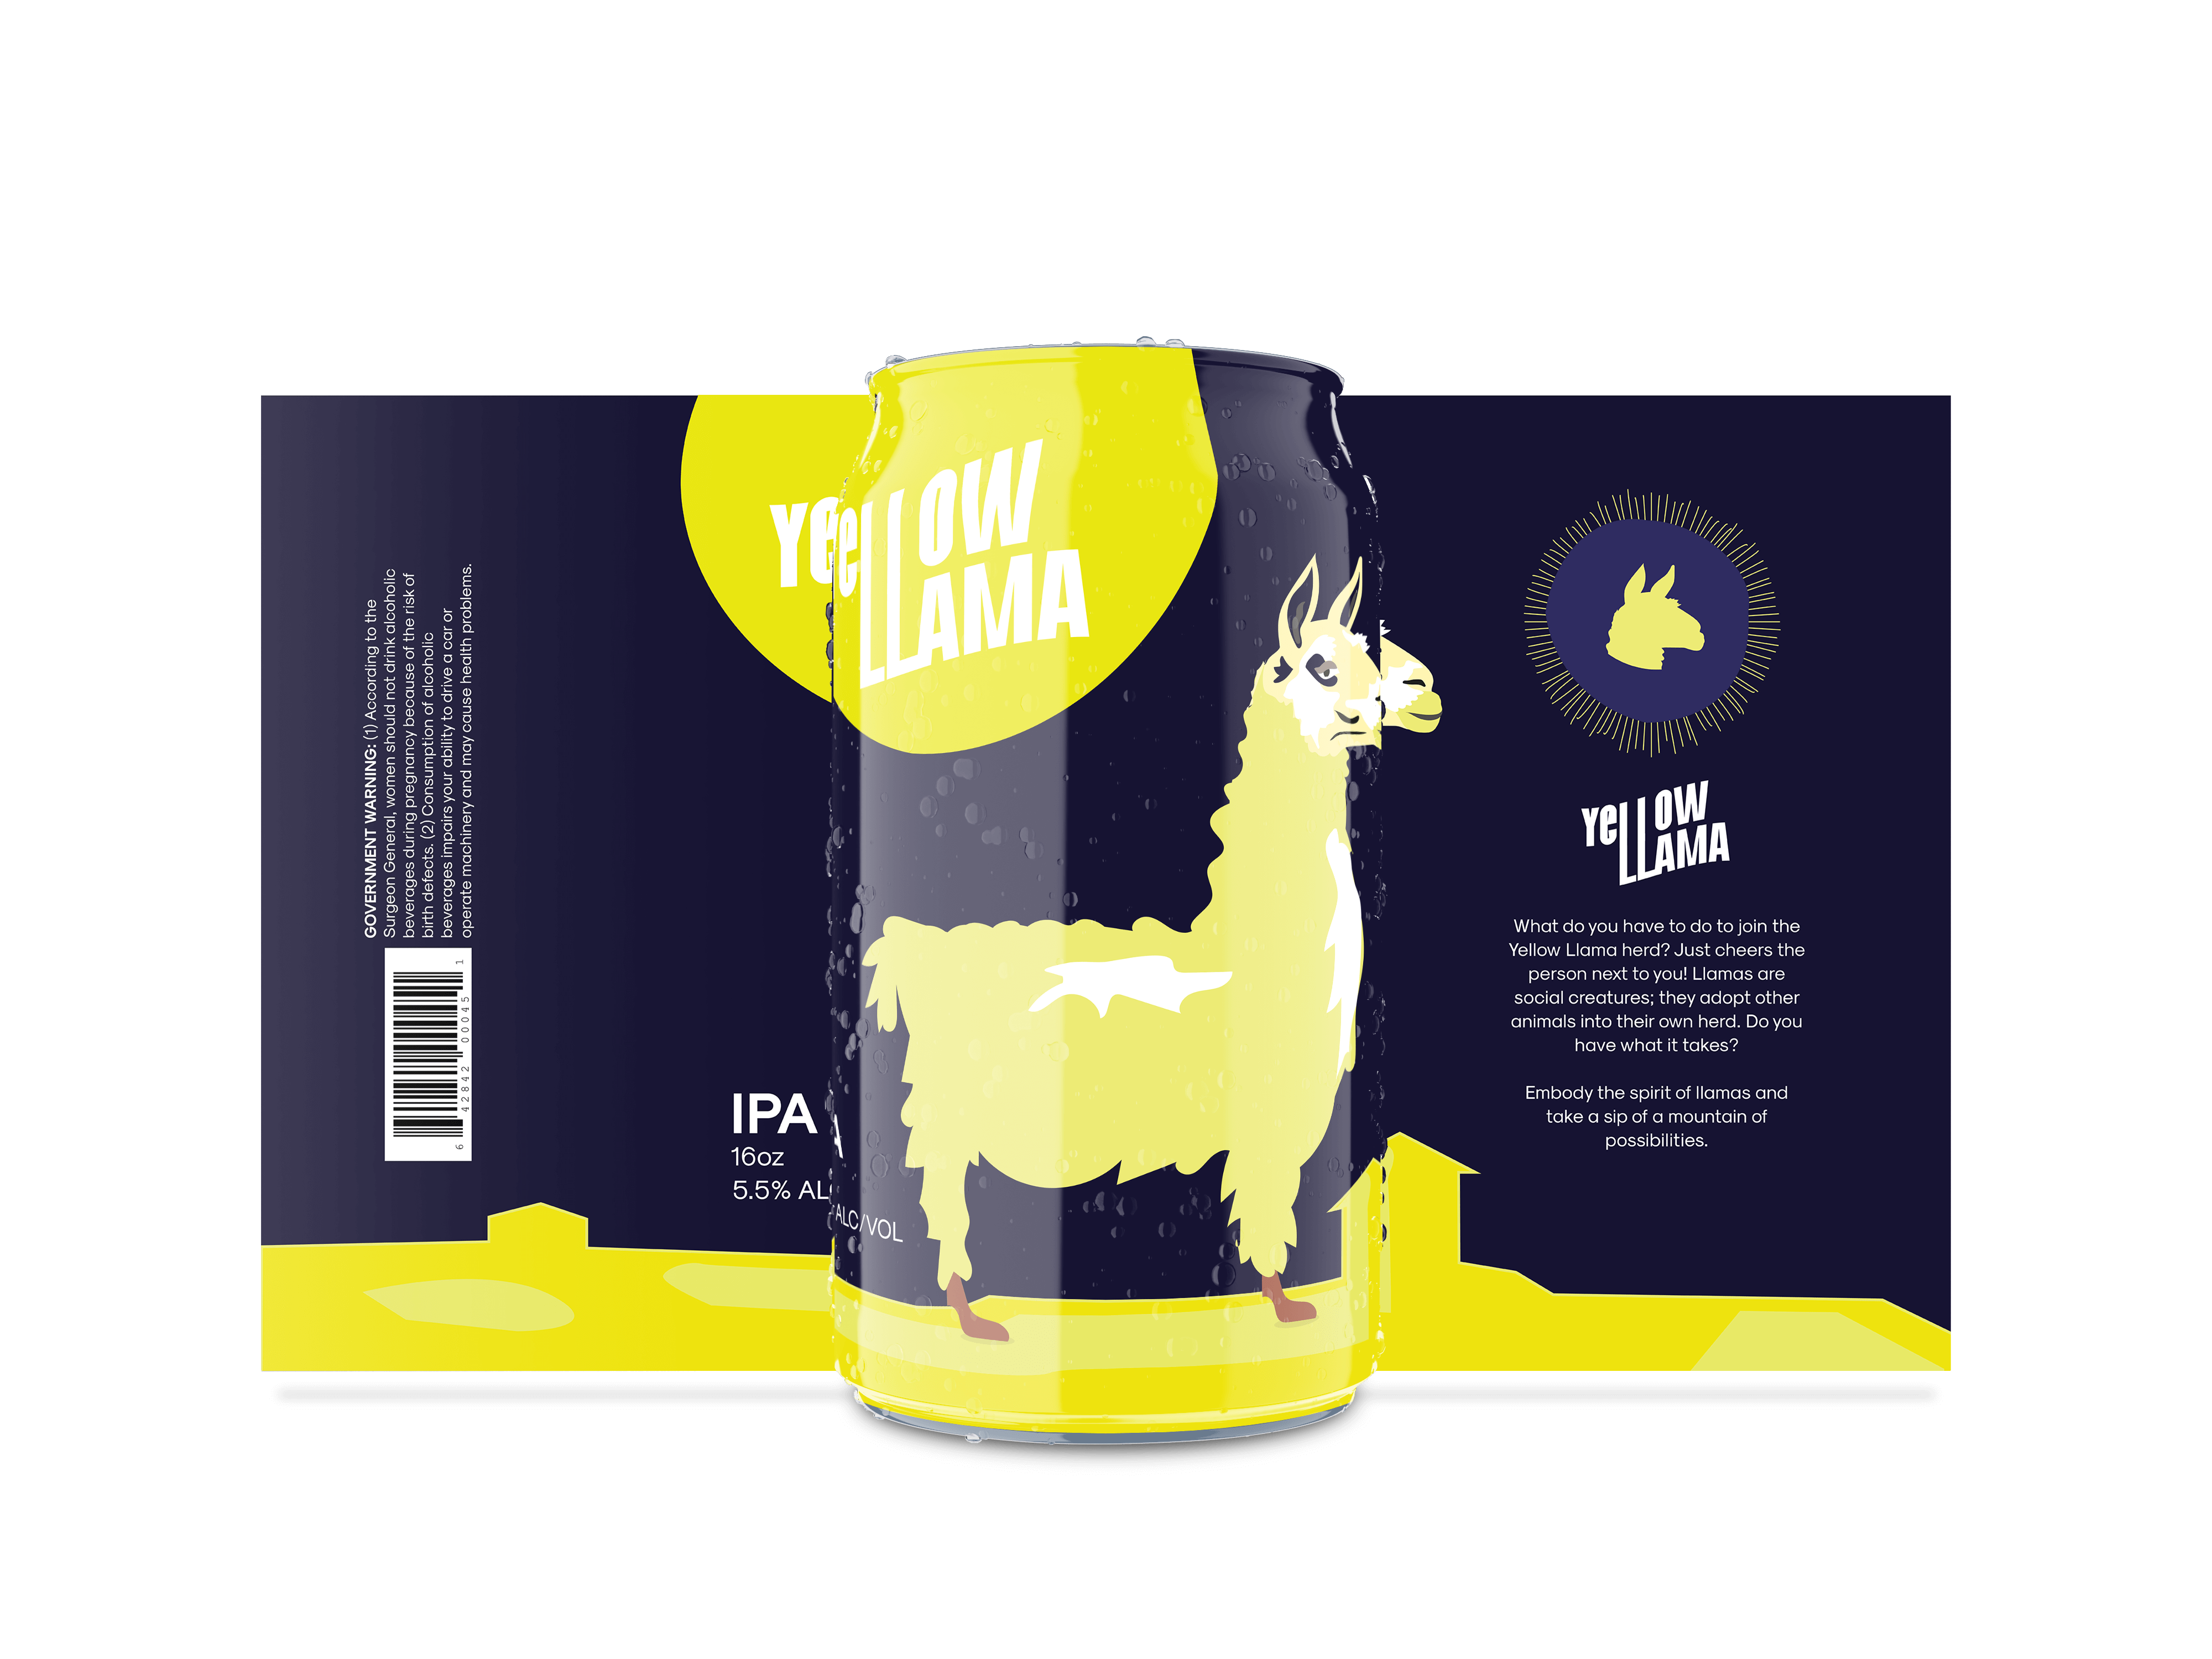 GOVERNMENT WARNING: (1) According to the
Surgeon General, women should not drink alcoholic
beverages during pregnancy because of the risk of
birth defects. (2) Consumption of alcoholic
beverages impairs your ability to drive a car or
operate machinery and may cause health problems.
6 42842 00045 1
Ye
YeLLOW
LLAMA
IPA
16oz
5.5% ALC
ALC/VOL
YeLLOW
LLAMA
What do you have to do to join the
Yellow Llama herd? Just cheers the
person next to you! Llamas are
social creatures; they adopt other
animals into their own herd. Do you
have what it takes?
Embody the spirit of llamas and
take a sip of a mountain of
possibilities.